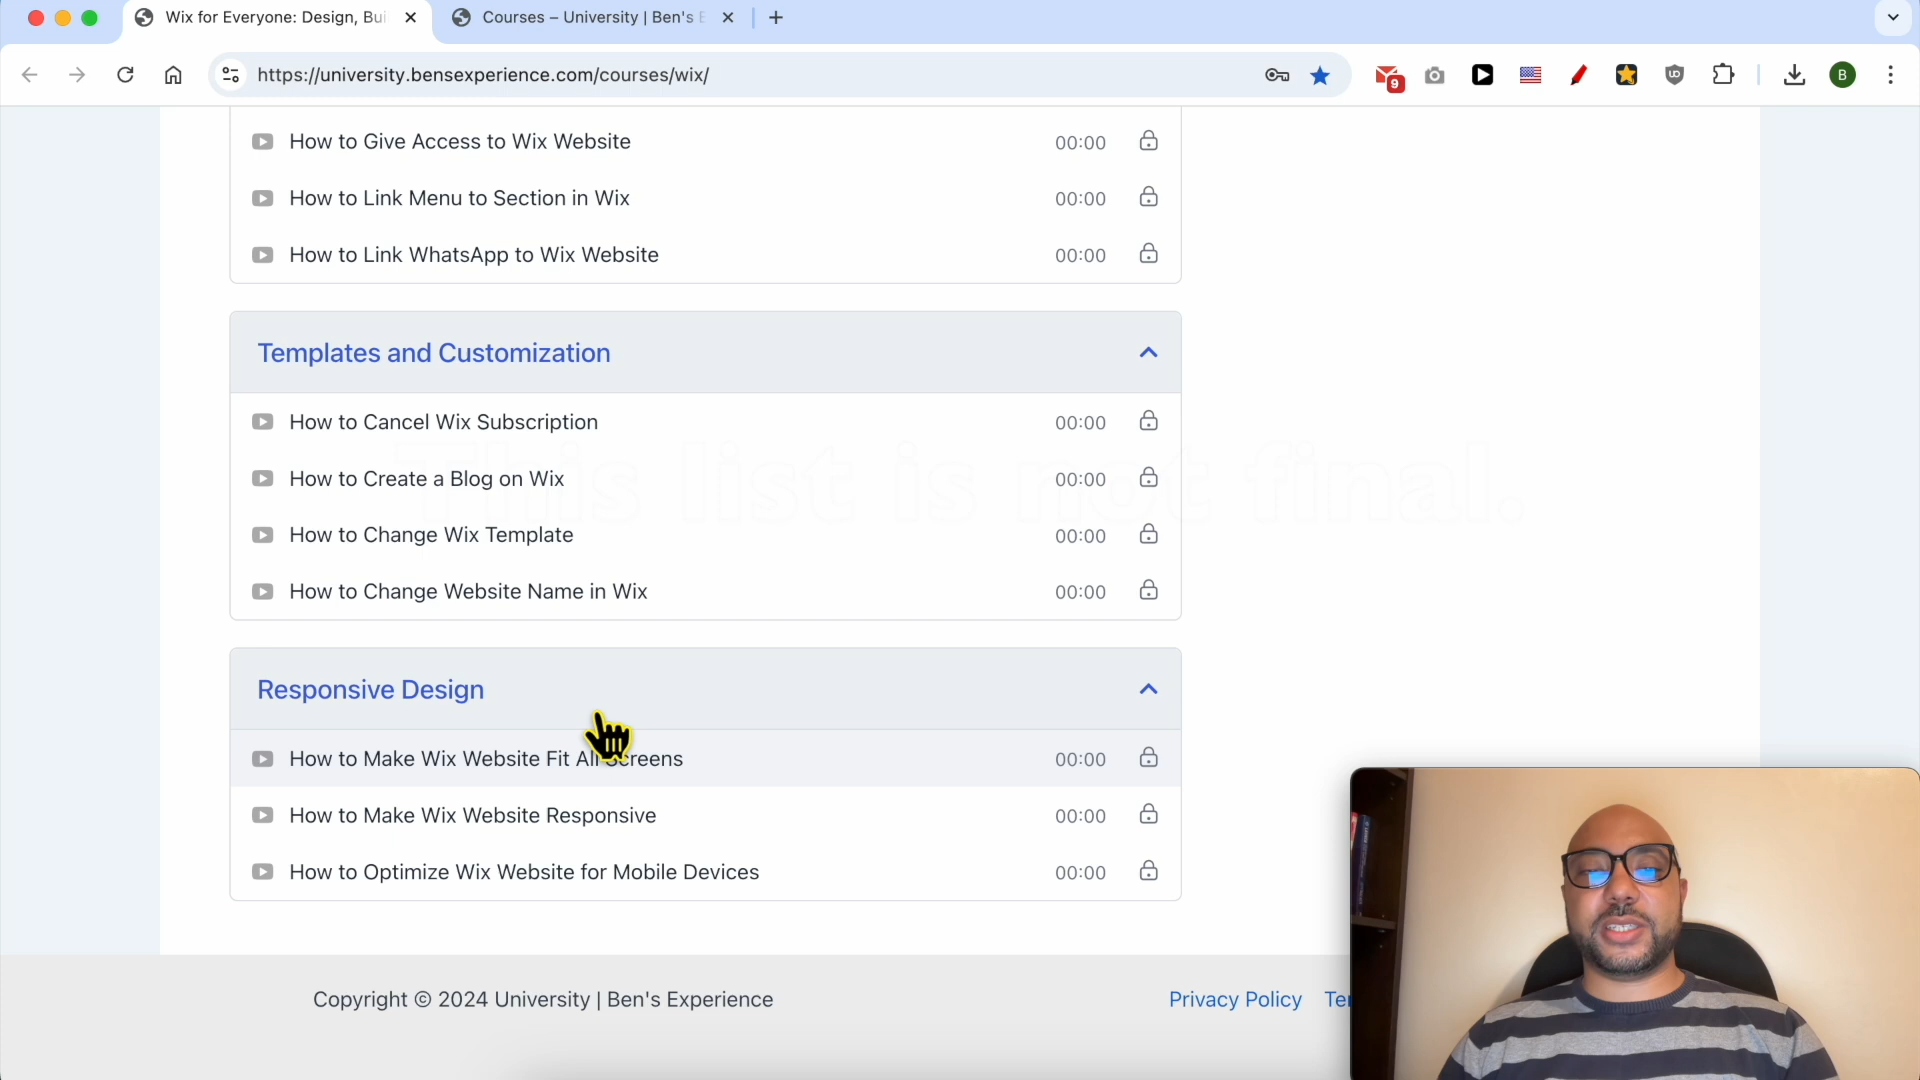 Wix for Everyone: Design, Bui
Courses – University | Ben's E
https://university.bensexperience.com/courses/wix/
9
B
How to Give Access to Wix Website 00:00
How to Link Menu to Section in Wix 00:00
How to Link WhatsApp to Wix Website 00:00
Templates and Customization
How to Cancel Wix Subscription 00:00
This list is not final.
How to Create a Blog on Wix 00:00
How to Change Wix Template 00:00
How to Change Website Name in Wix 00:00
Responsive Design
How to Make Wix Website Fit All Screens 00:00
How to Make Wix Website Responsive 00:00
How to Optimize Wix Website for Mobile Devices 00:00
Copyright © 2024 University | Ben's Experience
Privacy Policy Ter